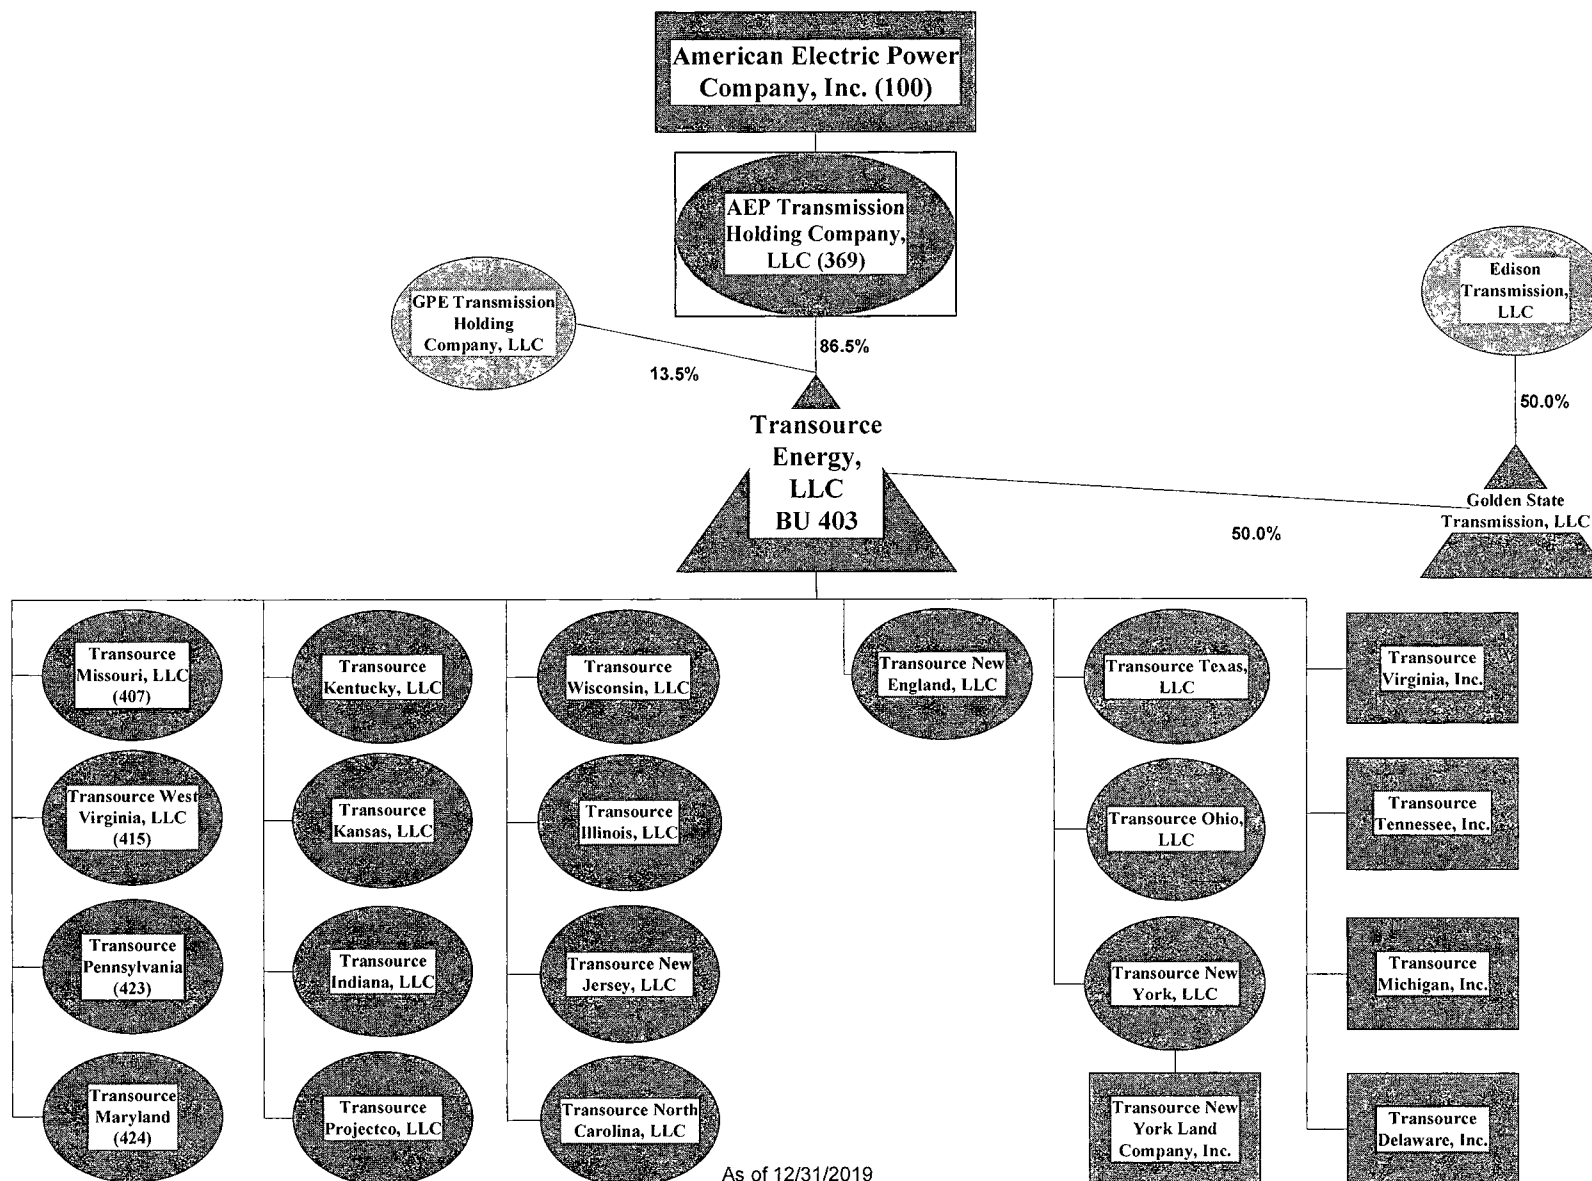 American Electric Power
Company, Inc. (100)
AEP Transmission
Holding Company,
LLC (369)
GPE Transmission
Holding
Company, LLC
Edison
Transmission,
LLC
86.5%
13.5%
50.0%
Transource
Energy,
LLC
BU 403
Golden State
Transmission, LLC
50.0%
Transource
Missouri, LLC
(407)
Transource
Kentucky, LLC
Transource
Wisconsin, LLC
Transource New
England, LLC
Transource Texas,
LLC
Transource
Virginia, Inc.
Transource West
Virginia, LLC
(415)
Transource
Kansas, LLC
Transource
Illinois, LLC
Transource Ohio,
LLC
Transource
Tennessee, Inc.
Transource
Pennsylvania
(423)
Transource
Indiana, LLC
Transource New
Jersey, LLC
Transource New
York, LLC
Transource
Michigan, Inc.
Transource
Maryland
(424)
Transource
Projectco, LLC
Transource North
Carolina, LLC
Transource New
York Land
Company, Inc.
Transource
Delaware, Inc.
As of 12/31/2019